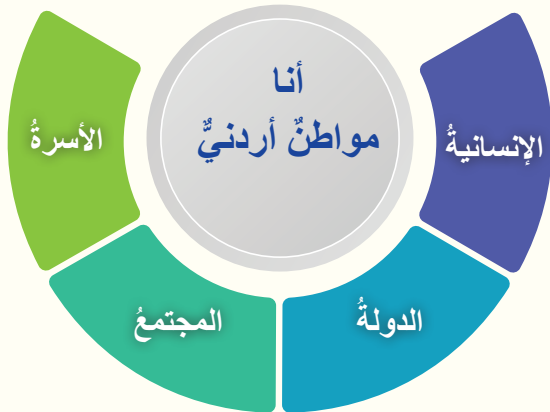 أنا
مواطنٌ أردنيٌّ
الأسرةُ
المجتمعُ
الدولةُ
الإنسانيةُ